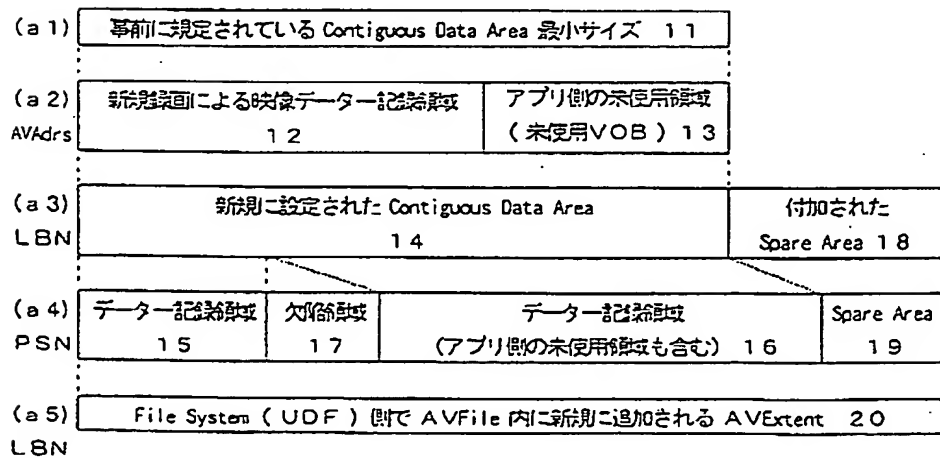 (a1) 事前に規定されている Contiguous Data Area 最小サイズ 11
(a2) 新規録画による映像データー記録領域 アプリ側の未使用領域
AVAdrs 12 (未使用VOB) 13
(a3) 新規に設定された Contiguous Data Area 付加された
LBN 14 Spare Area 18
(a4) データー記録領域 欠陥領域 データー記録領域 Spare Area
PSN 15 17 (アプリ側の未使用領域も含む) 16 19
(a5) File System (UDF) 側で AVFile 内に新規に追加される AVExtent 20
LBN